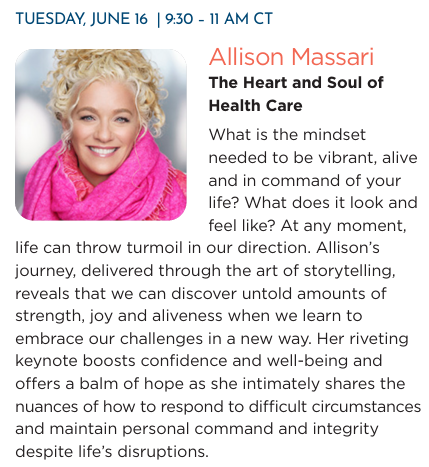 TUESDAY, JUNE 16 | 9:30 – 11 AM CT
Allison Massari
The Heart and Soul of
Health Care
What is the mindset
needed to be vibrant, alive
and in command of your
life? What does it look and
feel like? At any moment,
life can throw turmoil in our direction. Allison’s
journey, delivered through the art of storytelling,
reveals that we can discover untold amounts of
strength, joy and aliveness when we learn to
embrace our challenges in a new way. Her riveting
keynote boosts confidence and well-being and
offers a balm of hope as she intimately shares the
nuances of how to respond to difficult circumstances
and maintain personal command and integrity
despite life’s disruptions.